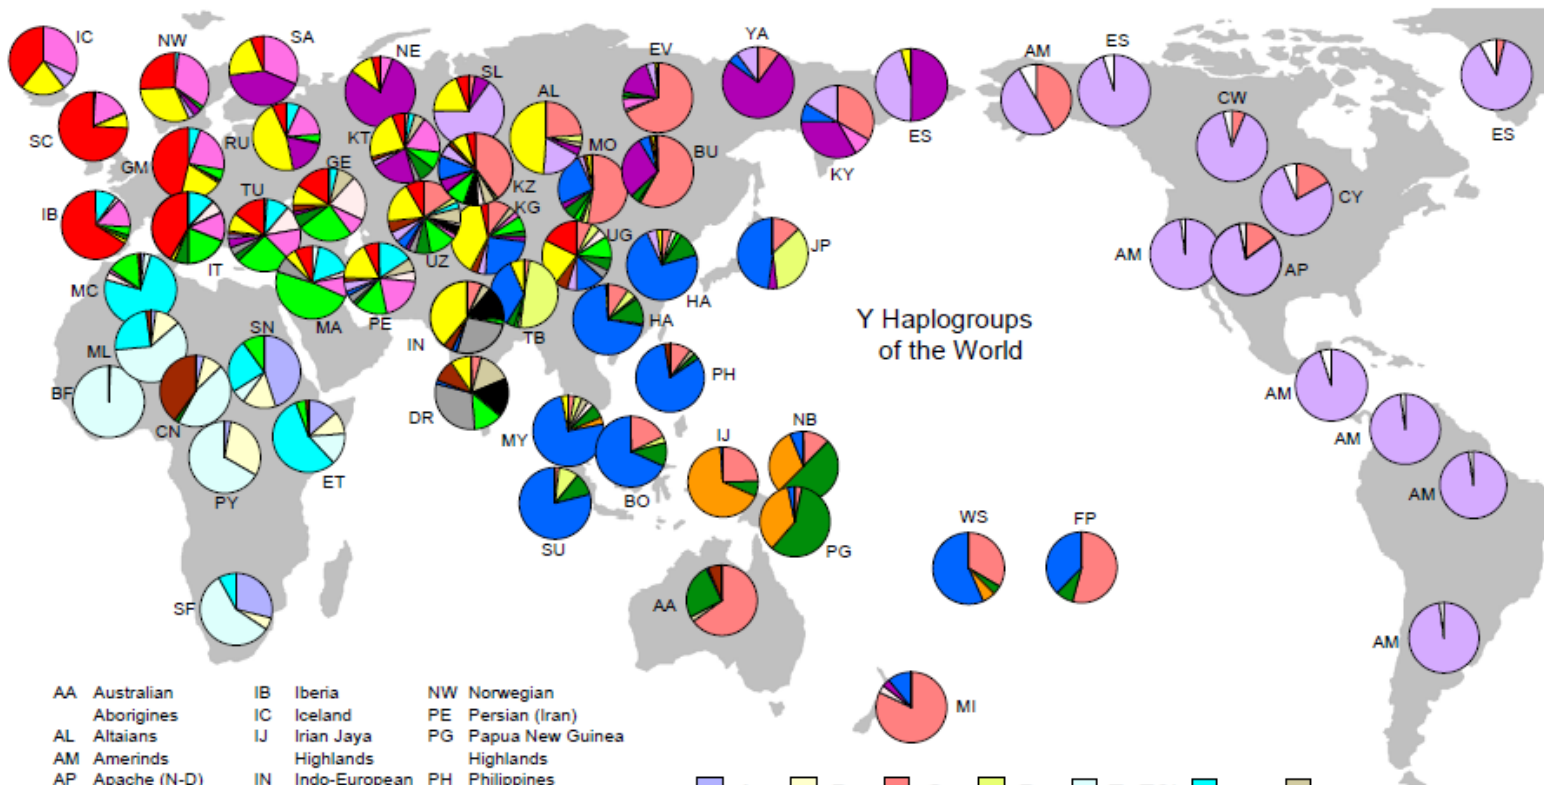 IC
NW
SA
NE
SL
EV
YA
AM
ES
ES
SC
RU
KT
AL
MO
BU
KY
ES
CW
GM
GE
KZ
CY
IB
TU
KG
IT
UZ
UG
JP
AM
AP
MC
MA
PE
HA
HA
IN
TB
Y Haplogroups
of the World
ML
SN
BF
CN
DR
PH
AM
AM
MY
IJ
NB
PY
ET
BO
AM
SU
PG
WS
FP
SF
AA
AM
MI
AA Australian IB Iberia NW Norwegian
Aborigines IC Iceland PE Persian (Iran)
AL Altaians IJ Irian Jaya PG Papua New Guinea
AM Amerinds Highlands Highlands
AP Apache (N-D) IN Indo-European PH Philippines